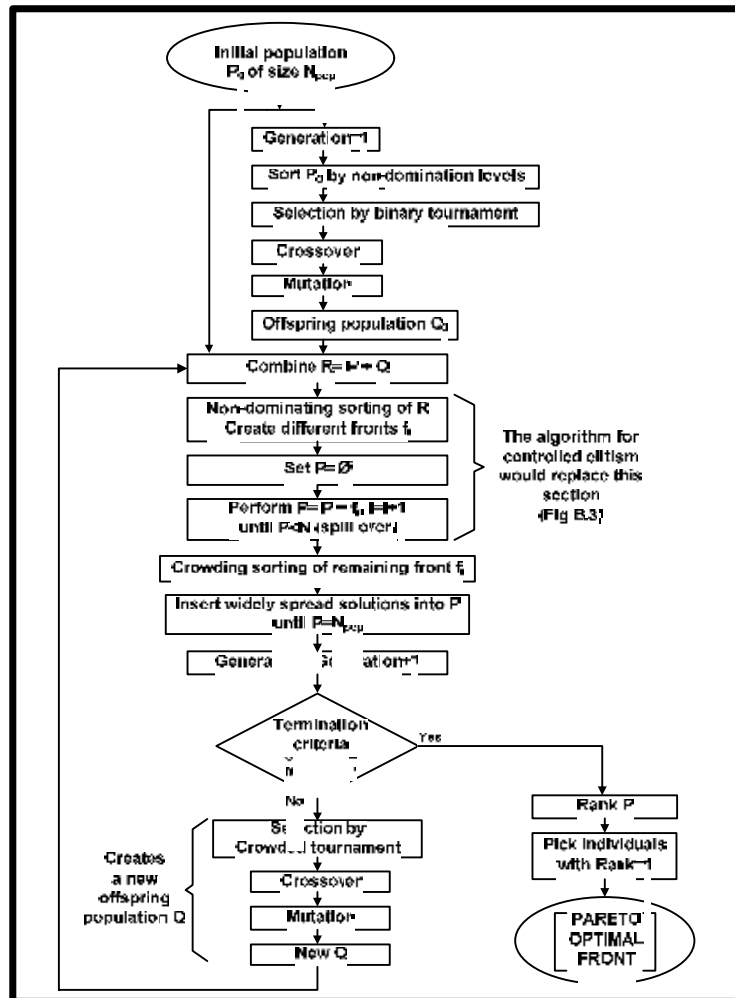 Initial population
P₀ of size Nₚₒₚ
Generation=1
Sort P₀ by non-domination levels
Selection by binary tournament
Crossover
Mutation
Offspring population Q₀
Combine R=P+Q
Non-dominating sorting of R
Create different fronts fᵢ
Set P=Ø
Perform
until P<N (spill over)
The algorithm for
controlled elitism
would replace this
section
(Fig B.3)
Crowding sorting of remaining front fᵢ
Insert widely spread solutions into P
until P=Nₚₒₚ
Termination
criteria
Yes
No
Rank P
Pick individuals
with Rank=1
PARETO
OPTIMAL
FRONT
Creates
a new
offspring
population Q
Selection by
Crowded tournament
Crossover
Mutation
New Q